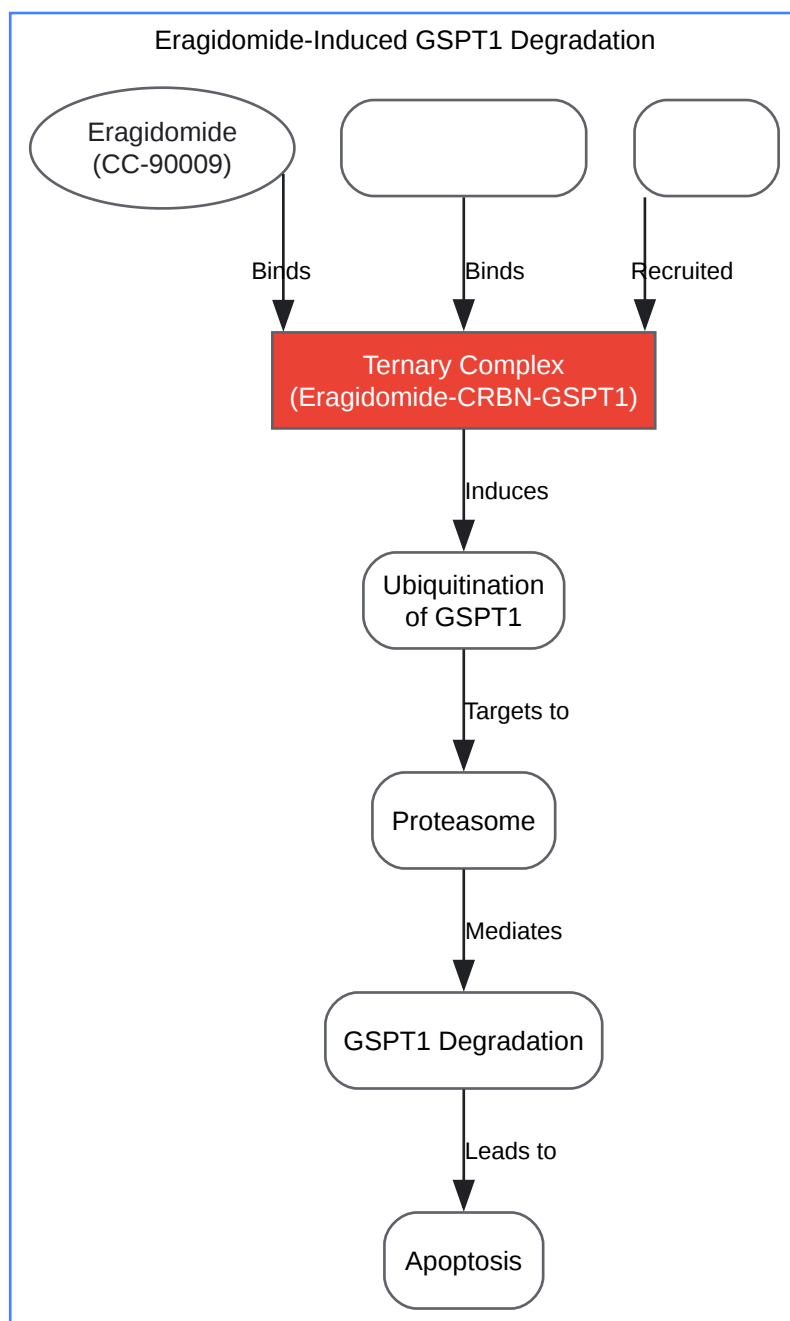 Eragidomide-Induced GSPT1 Degradation
Eragidomide
(CC-90009)
Binds
Binds
Recruited
Ternary Complex
(Eragidomide-CRBN-GSPT1)
Induces
Ubiquitination
of GSPT1
Targets to
Proteasome
Mediates
GSPT1 Degradation
Leads to
Apoptosis